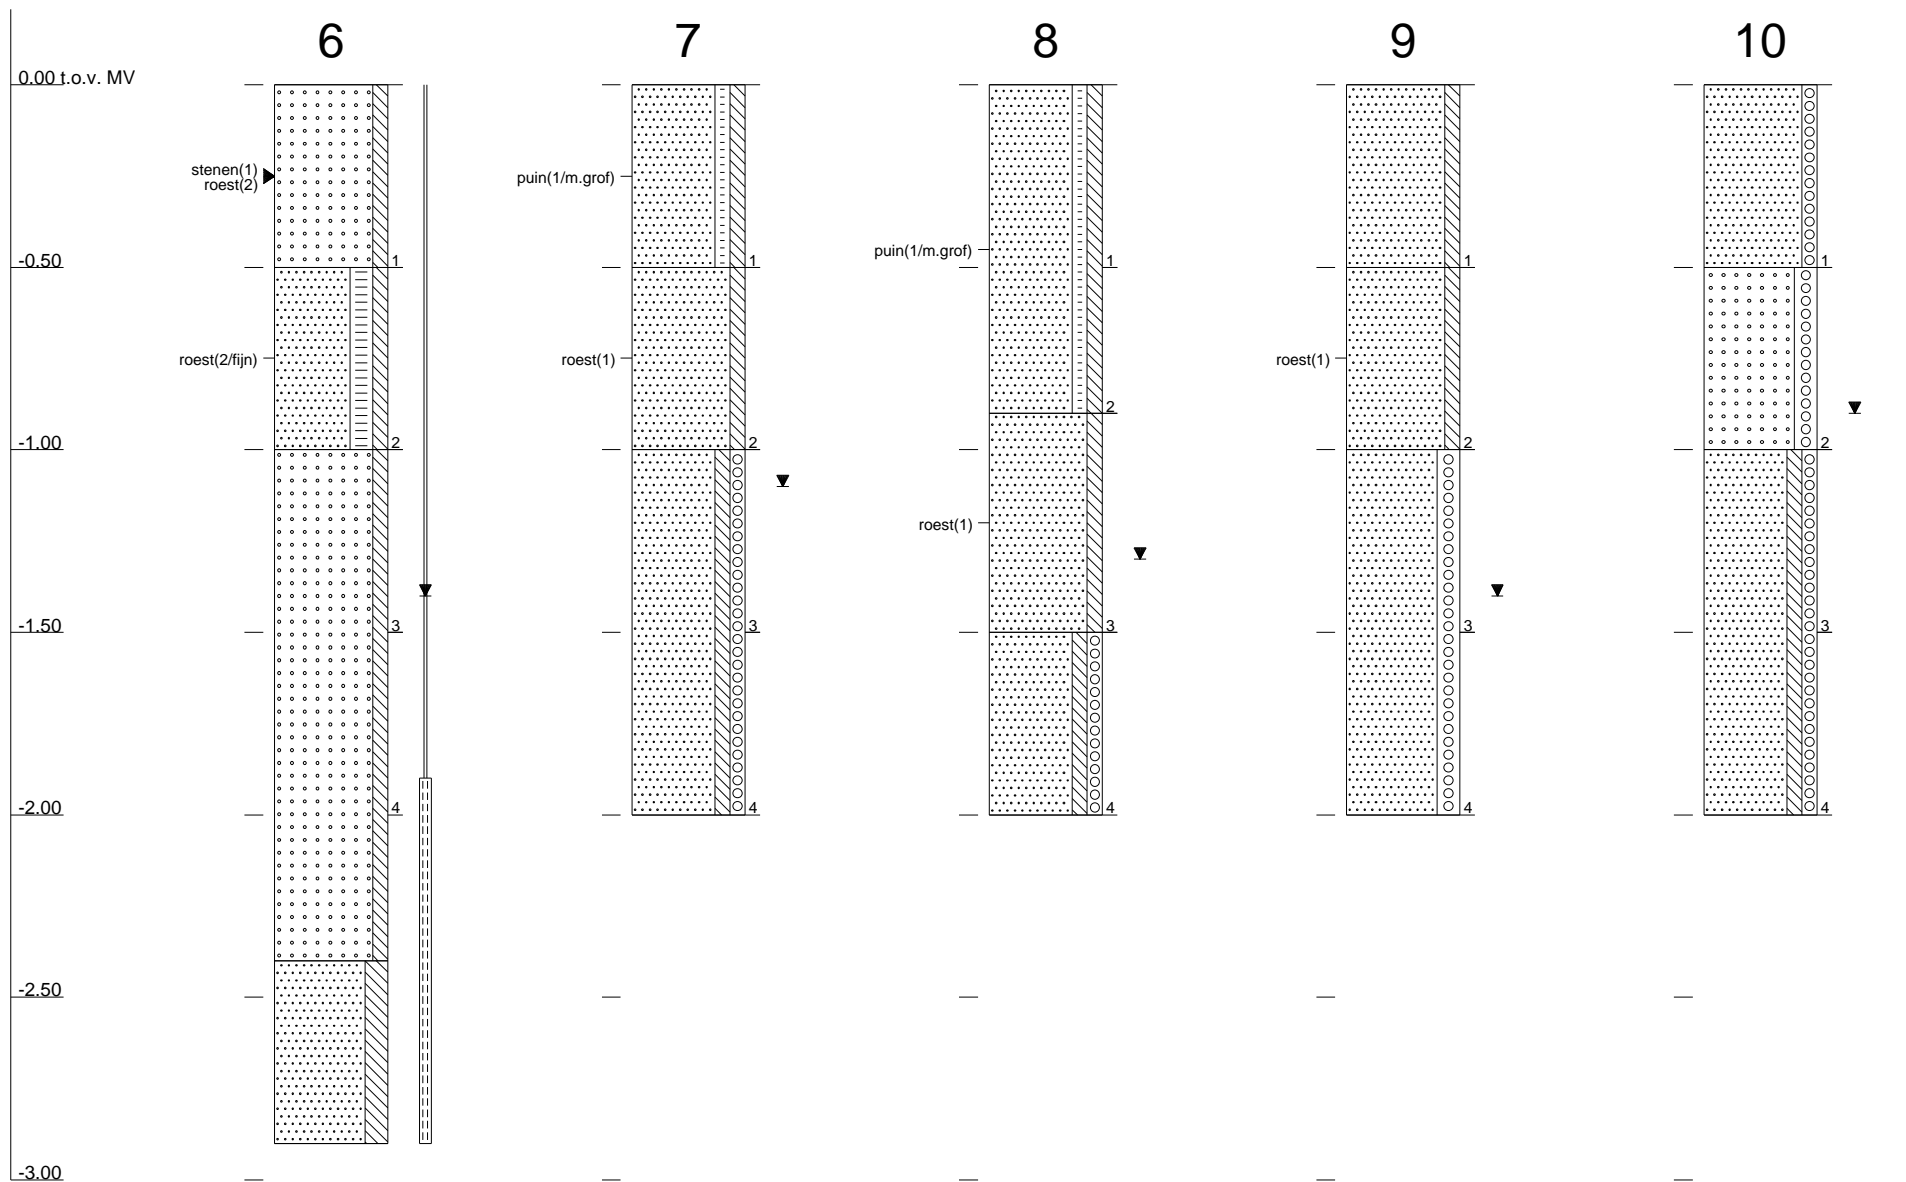 6 7 8 9 10
0.00 t.o.v. MV
stenen(1)
roest(2)
puin(1/m.grof)
puin(1/m.grof)
-0.50 1 1 1 1 1
roest(2/fijn) roest(1) roest(1)
2
-1.00 2 2 2 2
roest(1)
-1.50 3 3 3 3 3
-2.00 4 4 4 4 4
-2.50
-3.00